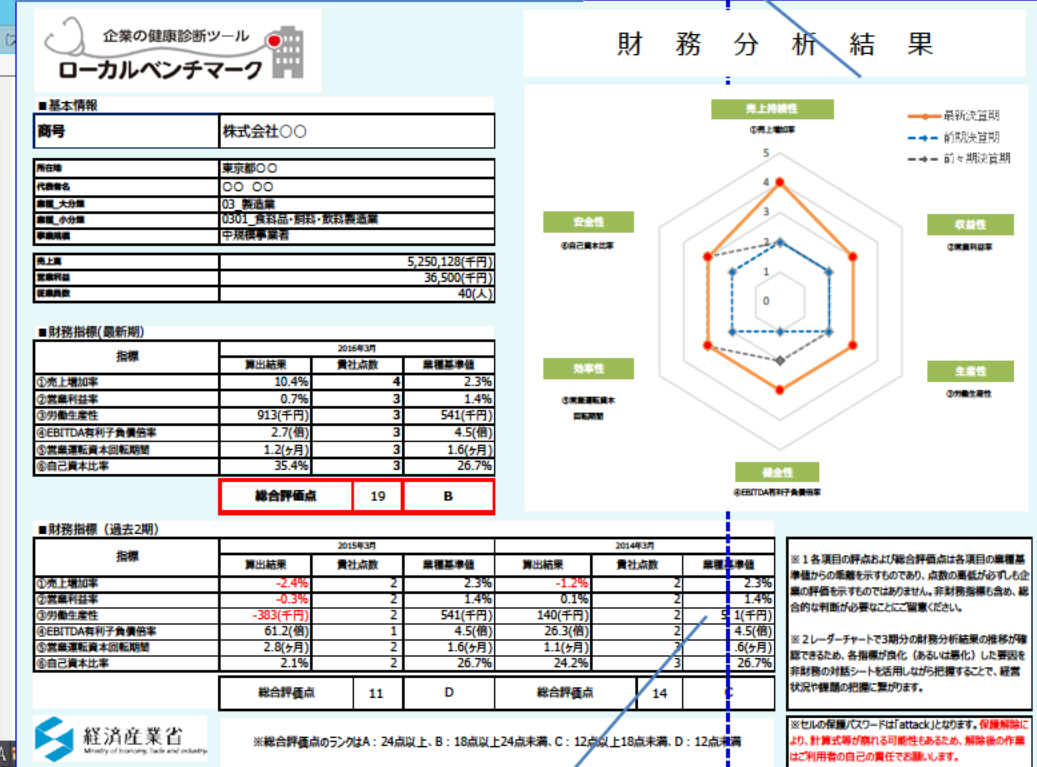 企業の健康診断ツール
ローカルベンチマーク
財 務 分 析 結 果
■基本情報
商号 株式会社○○
所在地 東京都○○
代表者名 ○○ ○○
業種_大分類 03_製造業
業種_小分類 0301_食料品・飼料・飲料製造業
事業規模 中規模事業者
売上高 5,250,128(千円)
営業利益 36,500(千円)
従業員数 40(人)
売上持続性
①売上増加率
最新決算期
前期決算期
前々期決算期
5
4
3
2
1
0
安全性
⑥自己資本比率
収益性
②営業利益率
効率性
⑤営業運転資本
回転期間
生産性
③労働生産性
健全性
④EBITDA有利子負債倍率
■財務指標(最新期)
指標 2016年3月
算出結果 貴社点数 業種基準値
①売上増加率 10.4% 4 2.3%
②営業利益率 0.7% 3 1.4%
③労働生産性 913(千円) 3 541(千円)
④EBITDA有利子負債倍率 2.7(倍) 3 4.5(倍)
⑤営業運転資本回転期間 1.2(ヶ月) 3 1.6(ヶ月)
⑥自己資本比率 35.4% 3 26.7%
総合評価点 19 B
■財務指標（過去2期）
指標 2015年3月 2014年3月
算出結果 貴社点数 業種基準値 算出結果 貴社点数 業種基準値
①売上増加率 -2.4% 2 2.3% -1.2% 2 2.3%
②営業利益率 -0.3% 2 1.4% 0.1% 2 1.4%
③労働生産性 -383(千円) 2 541(千円) 140(千円) 2 5 1(千円)
④EBITDA有利子負債倍率 61.2(倍) 1 4.5(倍) 26.3(倍) 2 4.5(倍)
⑤営業運転資本回転期間 2.8(ヶ月) 2 1.6(ヶ月) 1.1(ヶ月) 3 .6(ヶ月)
⑥自己資本比率 2.1% 2 26.7% 24.2% 3 26.7%
総合評価点 11 D 総合評価点 14 C
※１各項目の評点および総合評価点は各項目の業種基
準値からの乖離を示すものであり、点数の高低が必ずしも企
業の評価を示すものではありません。非財務指標も含め、総
合的な判断が必要なことにご留意ください。
※２レーダーチャートで3期分の財務分析結果の推移が確
認できるため、各指標が良化（あるいは悪化）した要因を
非財務の対話シートを活用しながら把握することで、経営
状況や課題の把握に繋がります。
経済産業省
Ministry of Economy, Trade and Industry
※総合評価点のランクはA：24点以上、B：18点以上24点未満、C：12点以上18点未満、D：12点未満
※セルの保護パスワードは「attack」となります。保護解除に
より、計算式等が崩れる可能性もあるため、解除後の作業
はご利用者の自己の責任でお願いします。